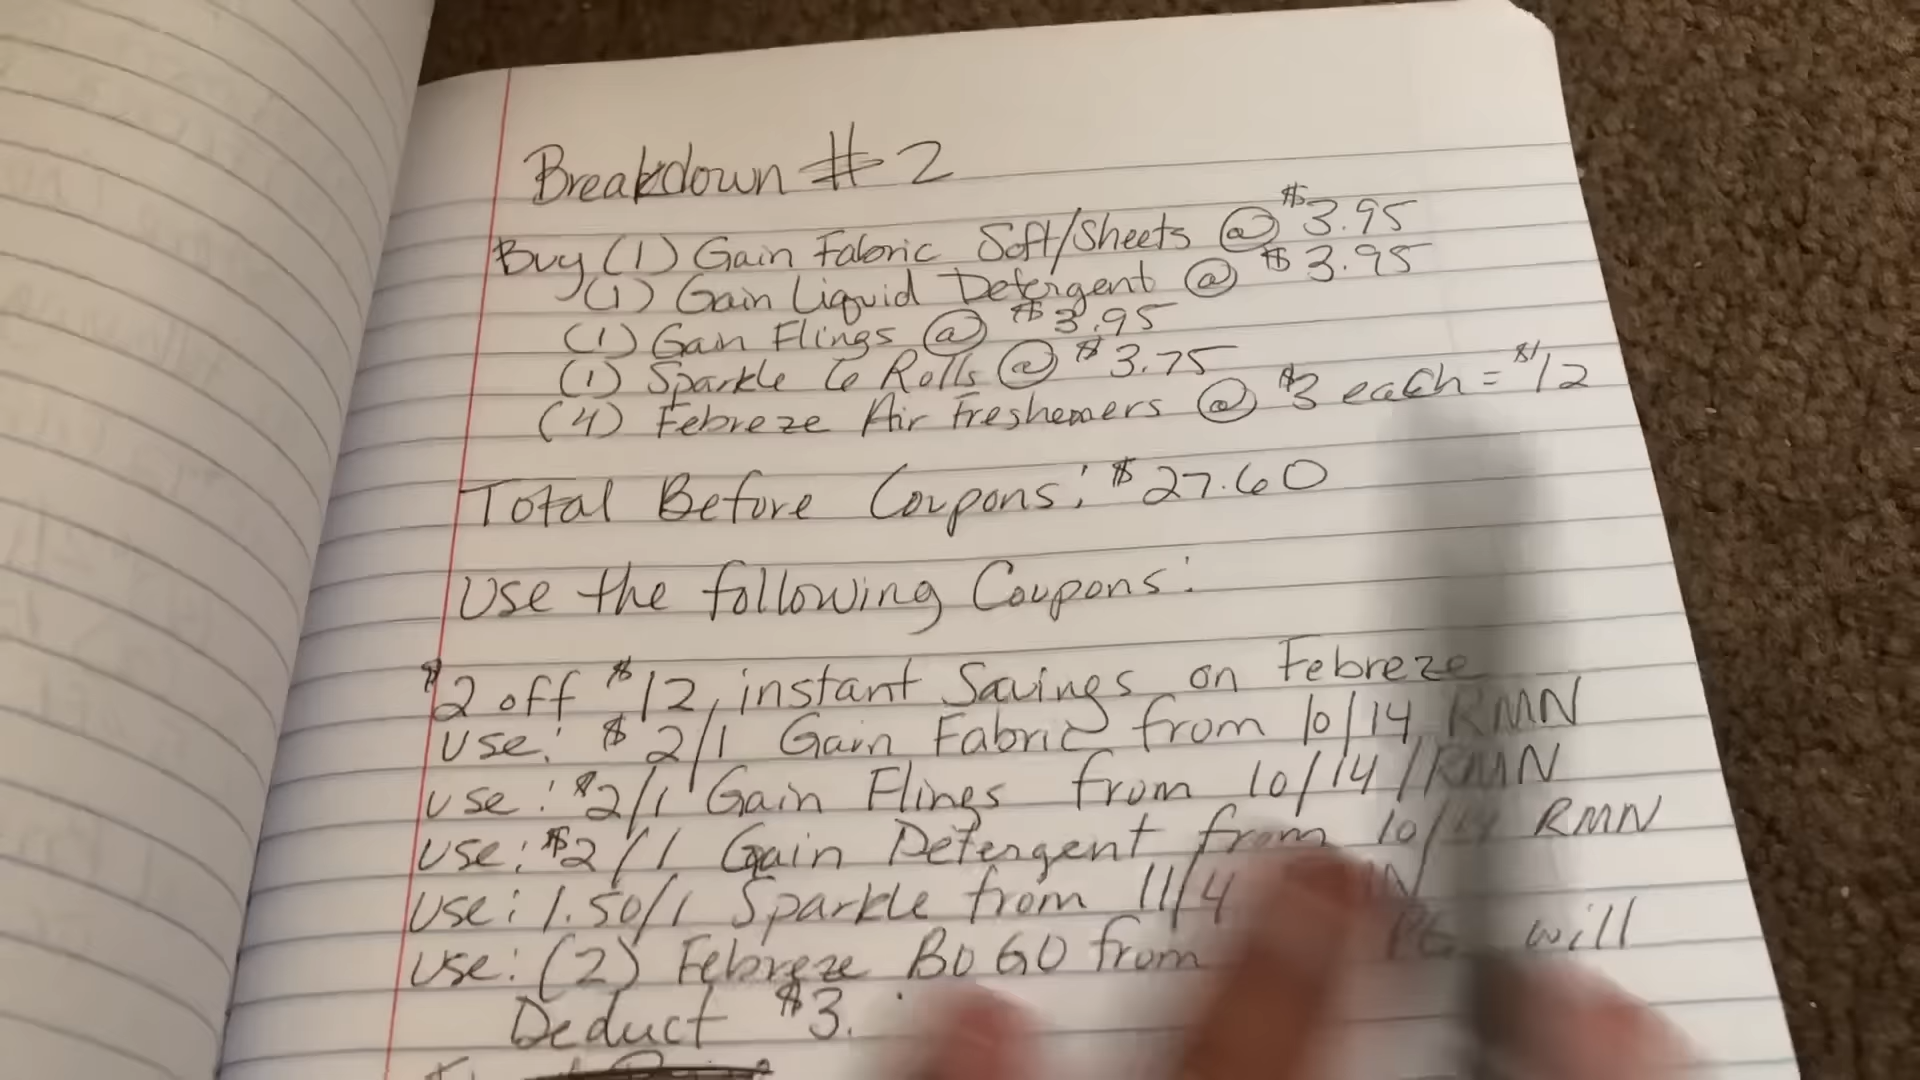 Breakdown # 2
Buy (1) Gain Fabric Soft/Sheets @ $3.95
(1) Gain Liquid Detergent @ $3.95
(1) Gain Flings @ $3.95
(1) Sparkle 6 Rolls @ $3.75
(4) Febreze Air Freshemers @ $3 each = $12
Total Before Coupons: $27.60
Use the following Coupons:
$2 off $12, instant Savings on Febreze
Use: $2/1 Gain Fabric from 10/14 RMN
Use: $2/1 Gain Flings from 10/14/RMN
Use: $2/1 Gain Detergent from 10/14 RMN
Use: 1.50/1 Sparkle from 11/4
Use: (2) Febreze BOGO from PG will
Deduct $3.